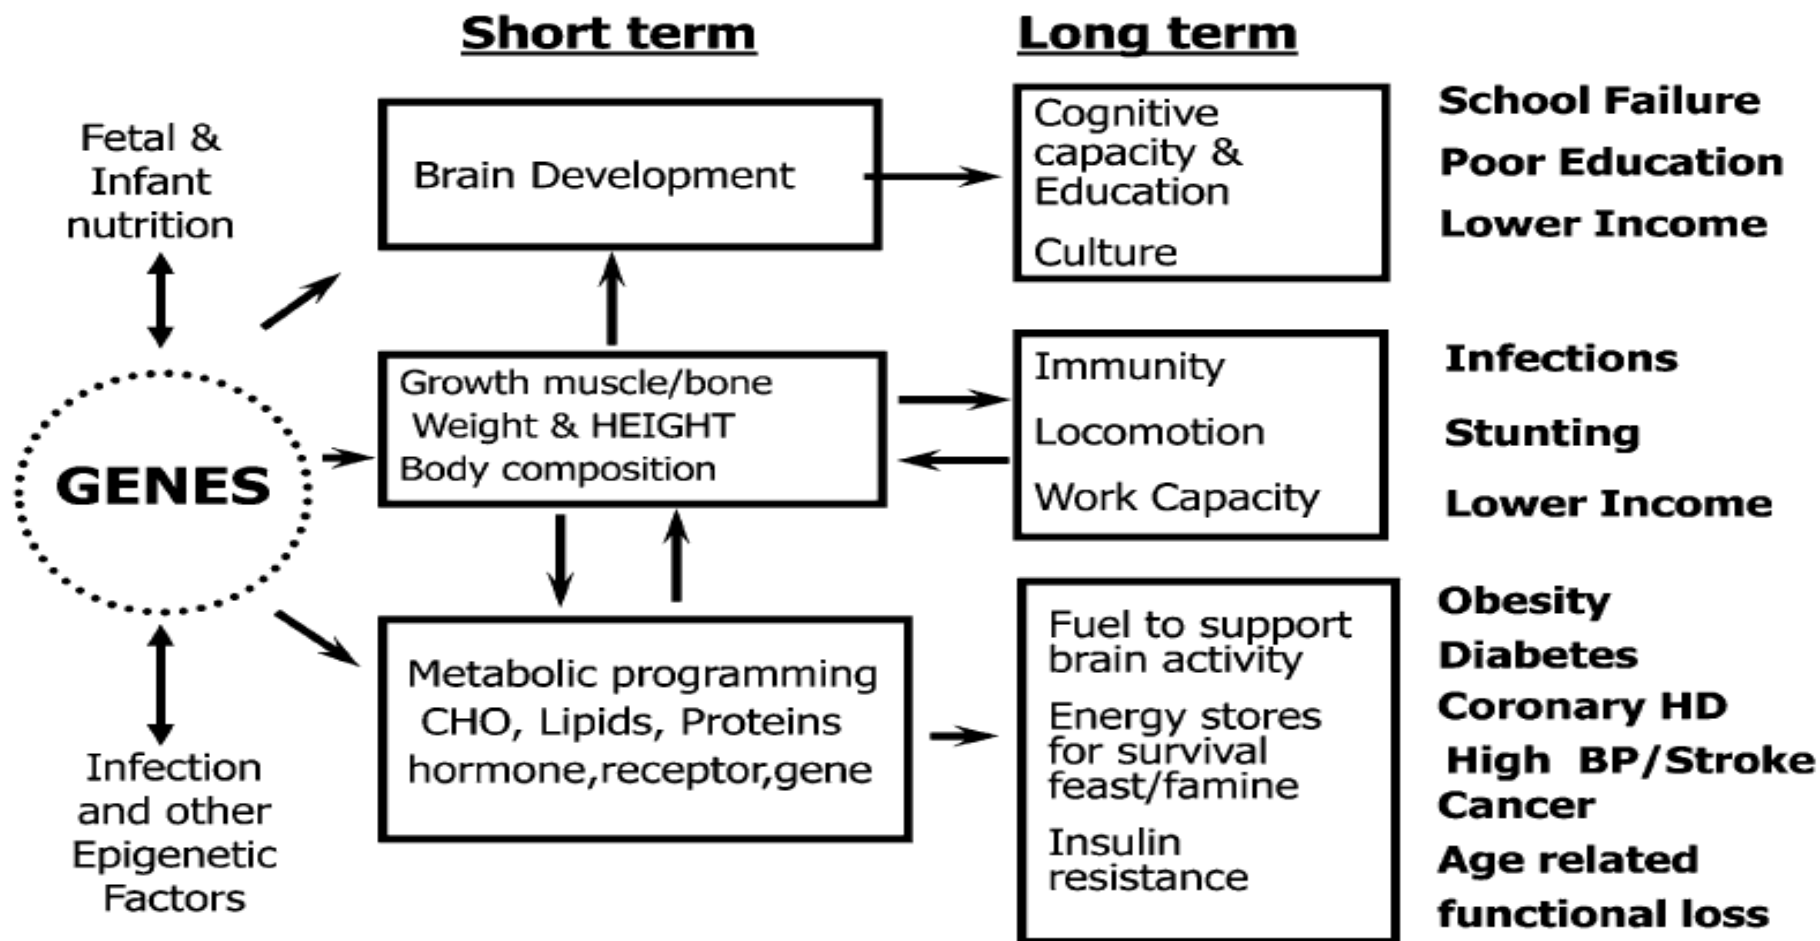 Short term
Long term
Fetal &
Infant
nutrition
GENES
Infection
and other
Epigenetic
Factors
Brain Development
Growth muscle/bone
Weight & HEIGHT
Body composition
Metabolic programming
CHO, Lipids, Proteins
hormone,receptor,gene
Cognitive
capacity &
Education
Culture
School Failure
Poor Education
Lower Income
Immunity
Locomotion
Work Capacity
Infections
Stunting
Lower Income
Fuel to support
brain activity
Energy stores
for survival
feast/famine
Insulin
resistance
Obesity
Diabetes
Coronary HD
High BP/Stroke
Cancer
Age related
functional loss